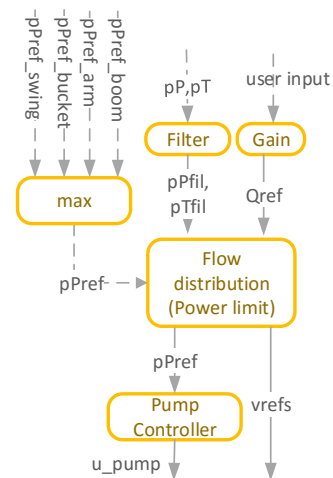 pPref_swing
pPref_bucket
pPref_arm
pPref_boom
pP,pT
user input
Filter
Gain
pPfil,
pTfil
Qref
max
pPref
Flow
distribution
(Power limit)
pPref
Pump
Controller
vrefs
u_pump